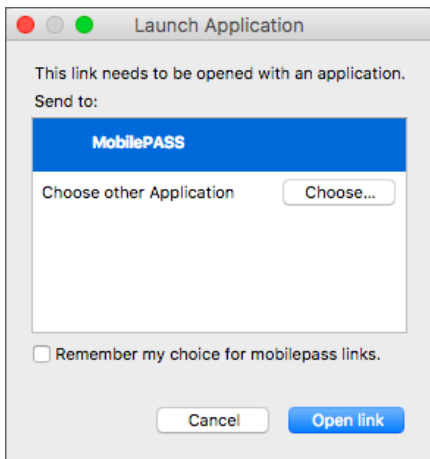 Launch Application
This link needs to be opened with an application.
Send to:
MobilePASS
Choose other Application Choose...
Remember my choice for mobilepass links.
Cancel Open link